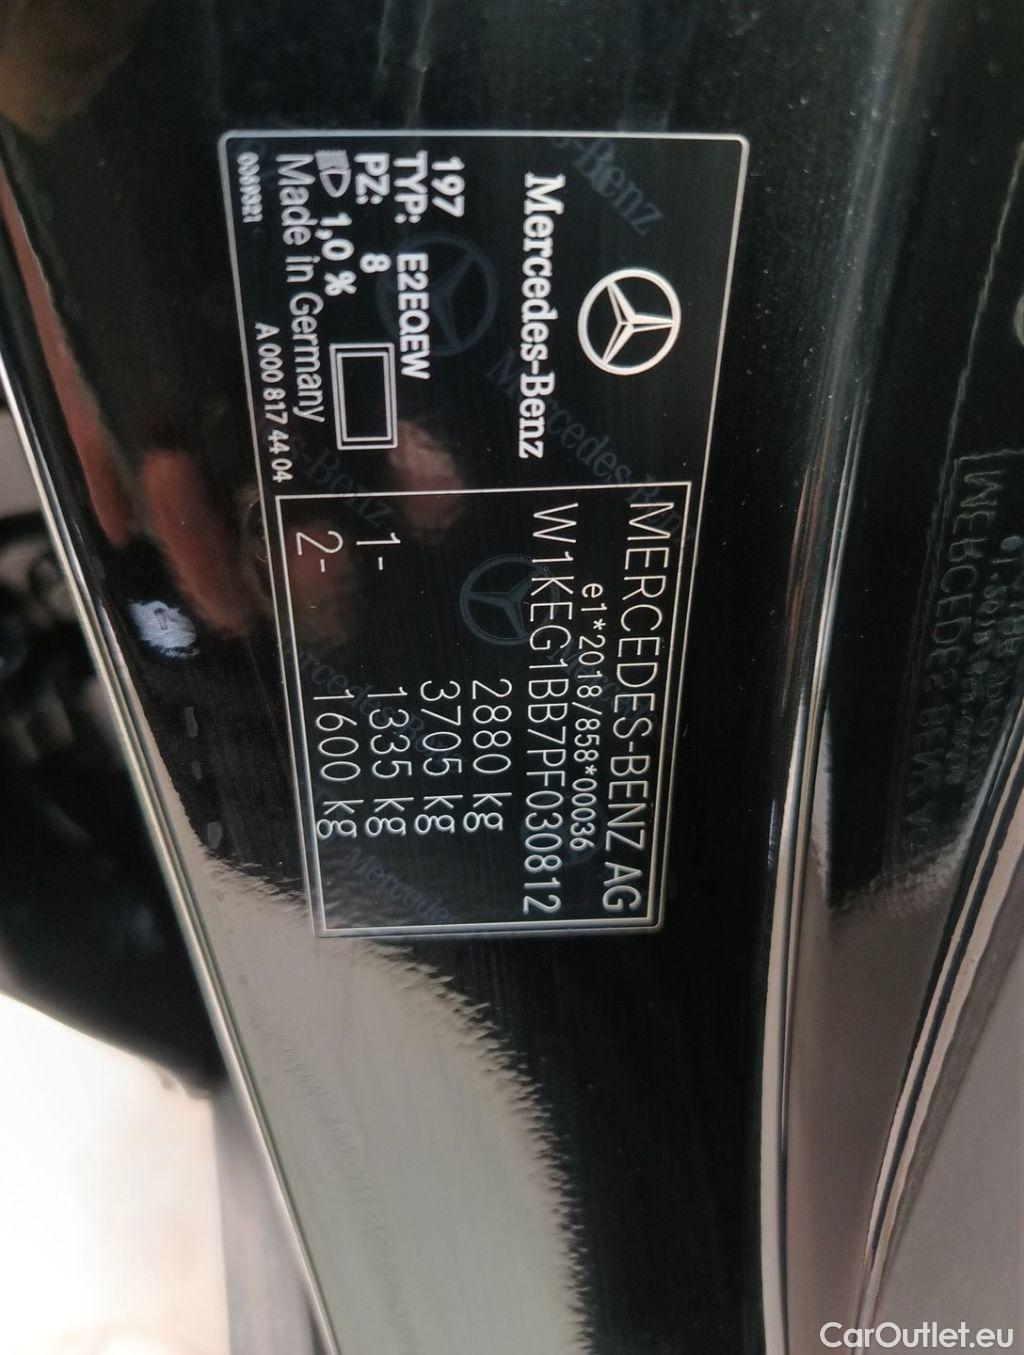 Mercedes-Benz
197
TYP: E2EQEW
PZ: 8
1,0 %
Made in Germany
A 000 817 44 04
MERCEDES-BENZ AG
e1*2018/858*00036
W1KEG1BB7PF030812
2880 kg
3705 kg
1- 1335 kg
2- 1600 kg
CarOutlet.eu